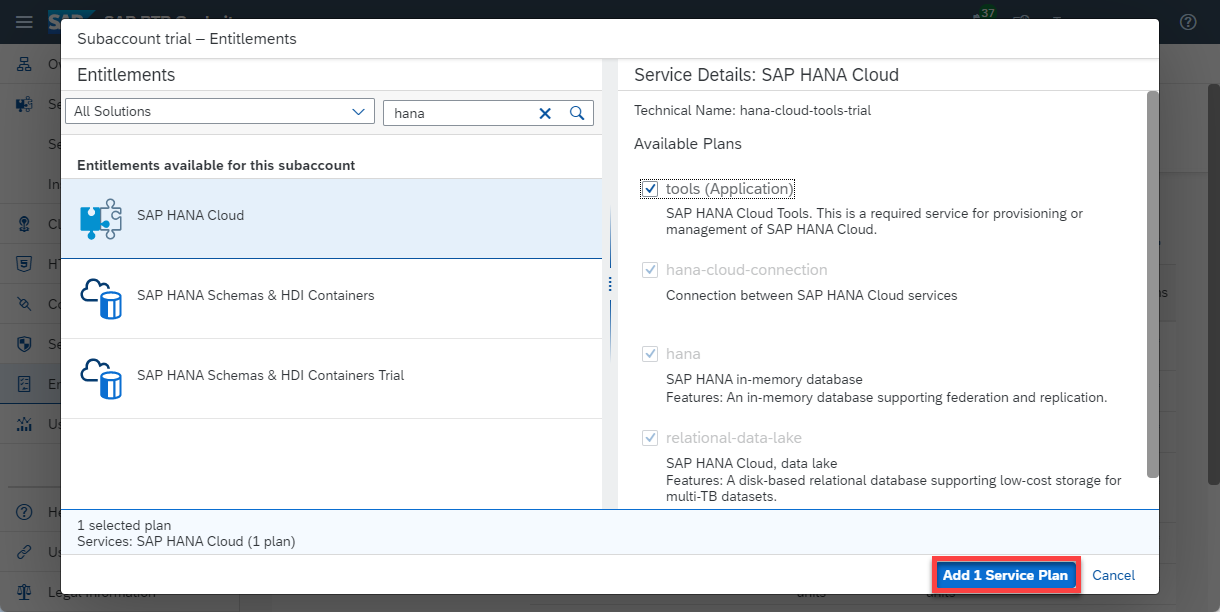 SAP
37
Subaccount trial – Entitlements
Entitlements
All Solutions
hana
Entitlements available for this subaccount
SAP HANA Cloud
SAP HANA Schemas & HDI Containers
SAP HANA Schemas & HDI Containers Trial
Service Details: SAP HANA Cloud
Technical Name: hana-cloud-tools-trial
Available Plans
tools (Application)
SAP HANA Cloud Tools. This is a required service for provisioning or
management of SAP HANA Cloud.
hana-cloud-connection
Connection between SAP HANA Cloud services
hana
SAP HANA in-memory database
Features: An in-memory database supporting federation and replication.
relational-data-lake
SAP HANA Cloud, data lake
Features: A disk-based relational database supporting low-cost storage for
multi-TB datasets.
1 selected plan
Services: SAP HANA Cloud (1 plan)
Add 1 Service Plan
Cancel